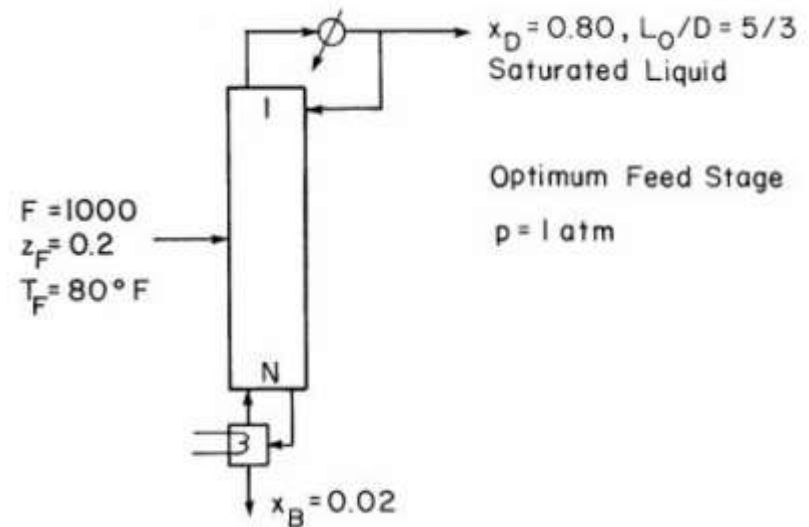 x_D = 0.80, L_O/D = 5/3
Saturated Liquid
1
Optimum Feed Stage
p = 1 atm
F = 1000
z_F = 0.2
T_F = 80° F
N
x_B = 0.02